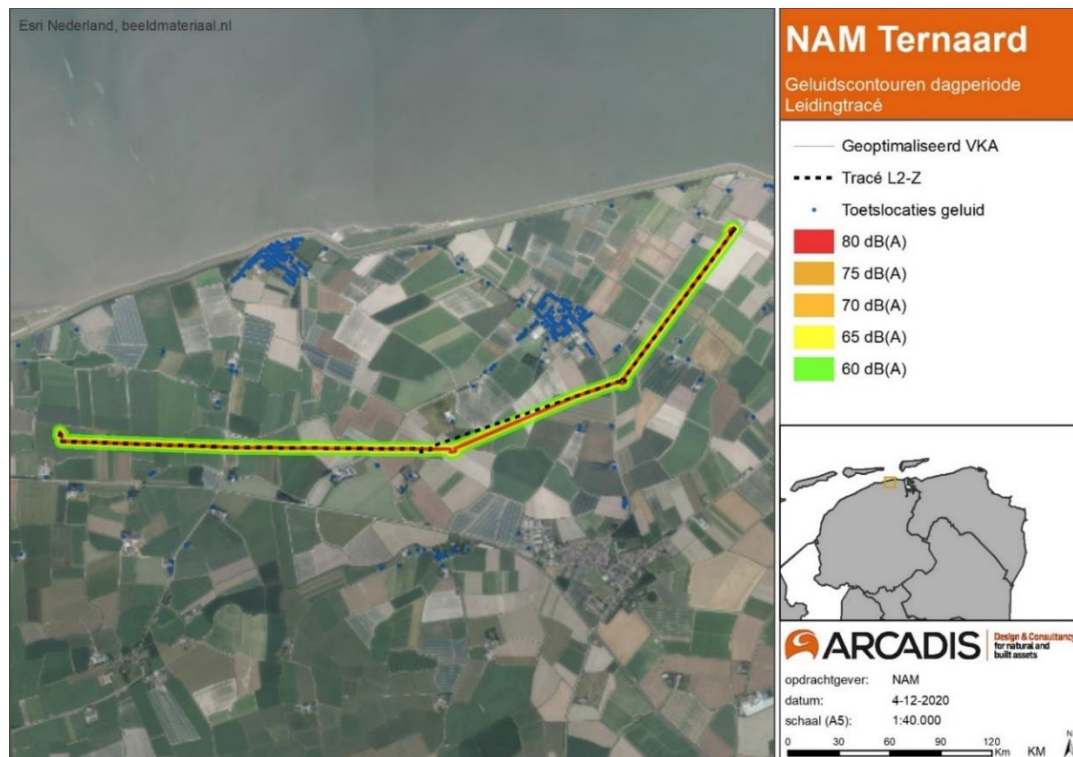 Esri Nederland, beeldmateriaal.nl
NAM Ternaard
Geluidscontouren dagperiode
Leidingtracé
Geoptimaliseerd VKA
Tracé L2-Z
Toetslocaties geluid
80 dB(A)
75 dB(A)
70 dB(A)
65 dB(A)
60 dB(A)
ARCADIS
Design & Consultancy
for natural and
built assets
opdrachtgever: NAM
datum: 4-12-2020
schaal (A5): 1:40.000
0 30 60 90 120 Km KM N